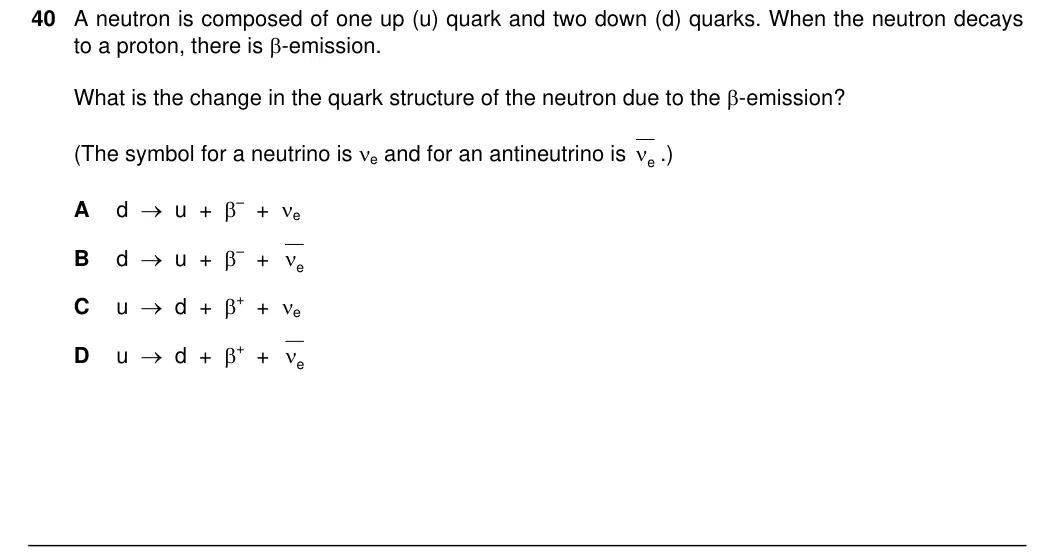 40 A neutron is composed of one up (u) quark and two down (d) quarks. When the neutron decays
to a proton, there is β-emission.
What is the change in the quark structure of the neutron due to the β-emission?
(The symbol for a neutrino is νₑ and for an antineutrino is ν̅ₑ .)
A d → u + β⁻ + νₑ
B d → u + β⁻ + ν̅ₑ
C u → d + β⁺ + νₑ
D u → d + β⁺ + ν̅ₑ